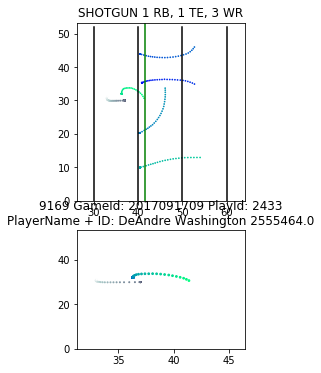 SHOTGUN 1 RB, 1 TE, 3 WR
50
40
30
20
10
0
30 40 50 60
9169 GameId: 2017091709 PlayId: 2433
PlayerName + ID: DeAndre Washington 2555464.0
40
20
0
35 40 45